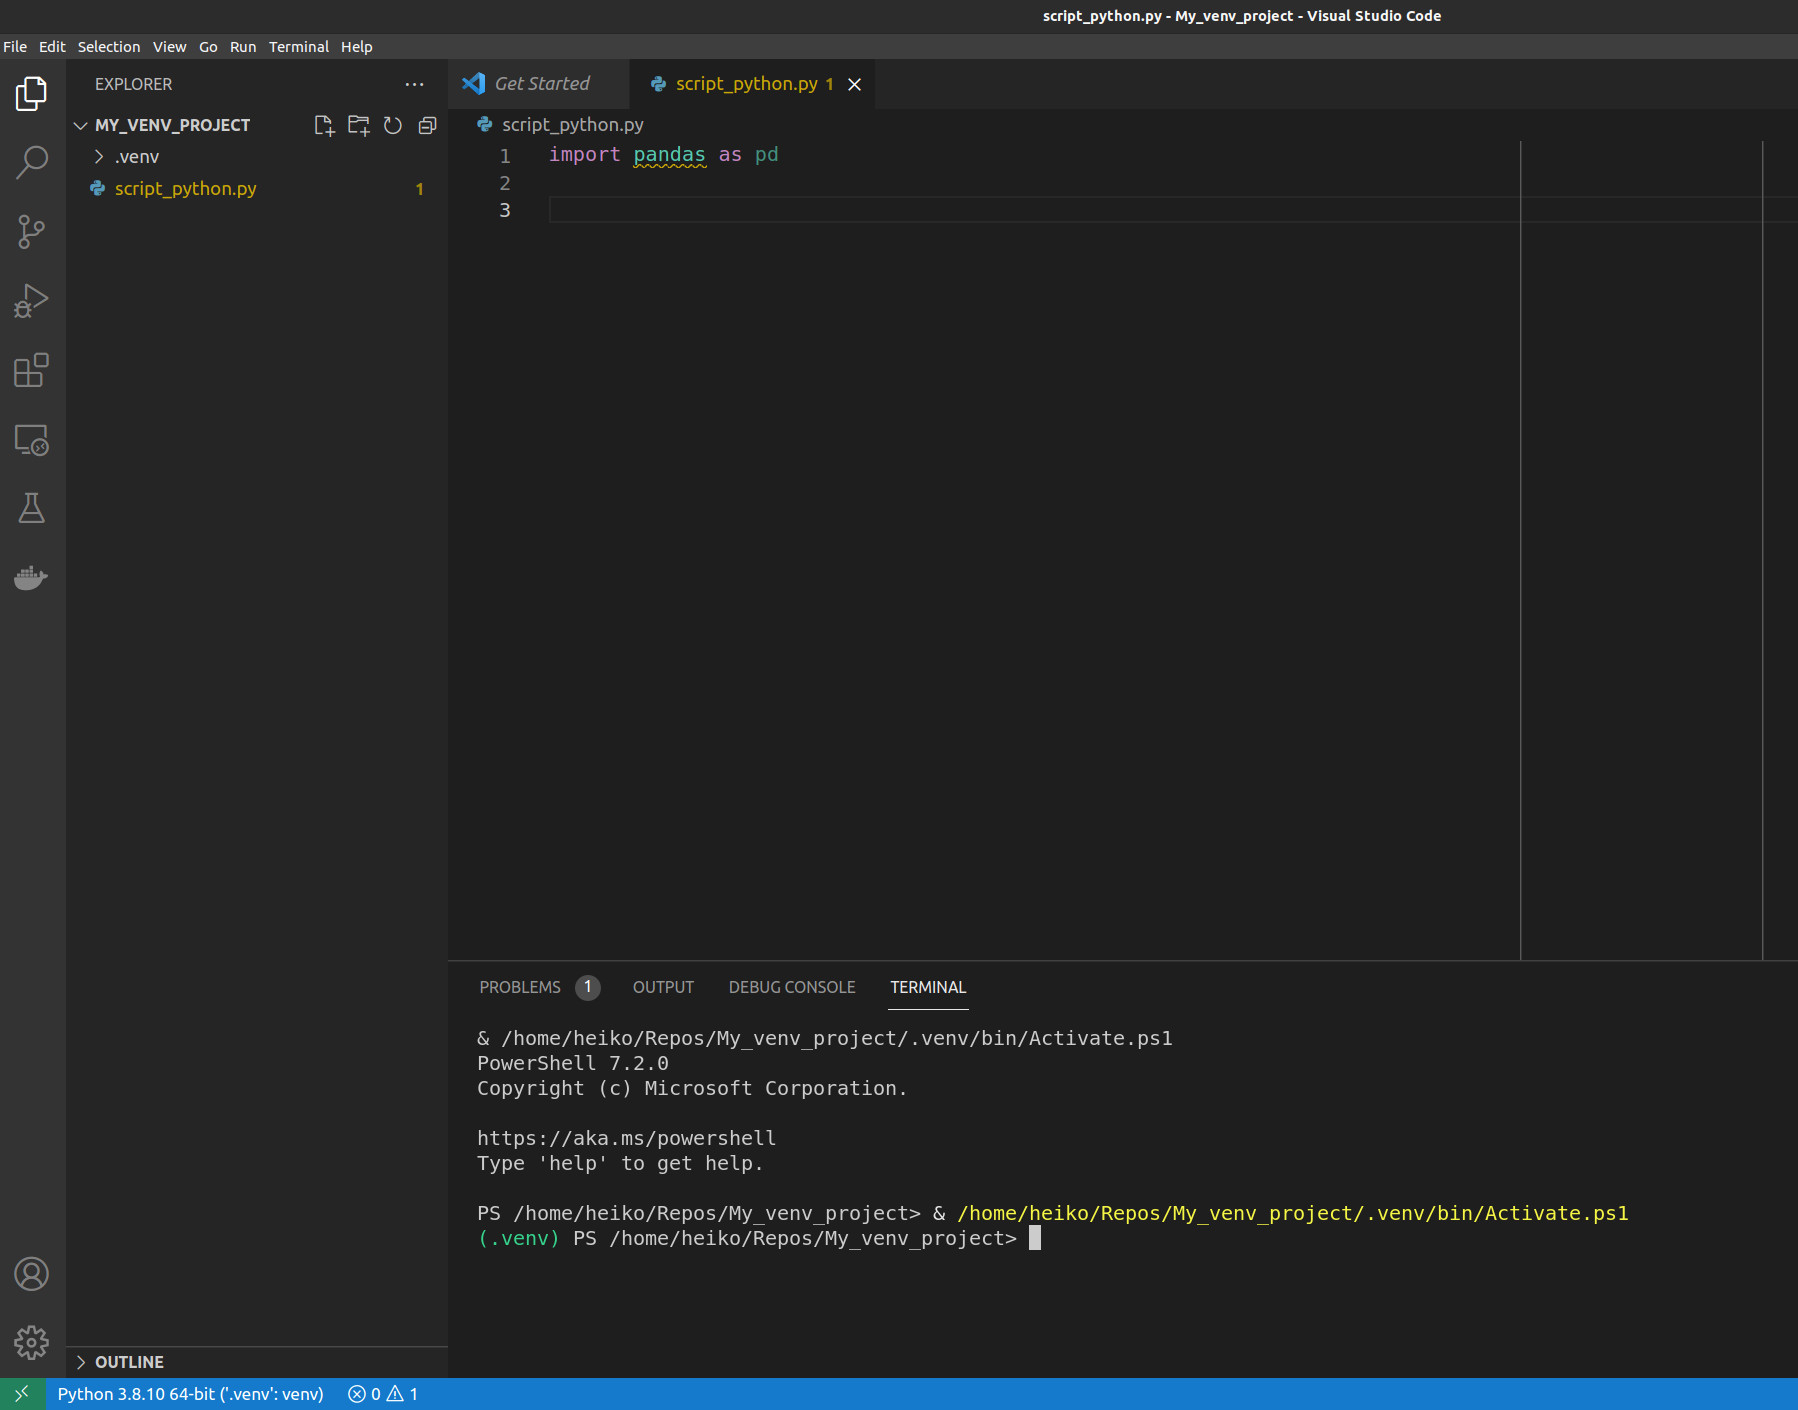 script_python.py - My_venv_project - Visual Studio Code
File Edit Selection View Go Run Terminal Help
EXPLORER
MY_VENV_PROJECT
.venv
script_python.py 1
Get Started
script_python.py 1
script_python.py
1 import pandas as pd
2
3
PROBLEMS 1 OUTPUT DEBUG CONSOLE TERMINAL
& /home/heiko/Repos/My_venv_project/.venv/bin/Activate.ps1
PowerShell 7.2.0
Copyright (c) Microsoft Corporation.
https://aka.ms/powershell
Type 'help' to get help.
PS /home/heiko/Repos/My_venv_project> & /home/heiko/Repos/My_venv_project/.venv/bin/Activate.ps1
(.venv) PS /home/heiko/Repos/My_venv_project>
OUTLINE
Python 3.8.10 64-bit ('.venv': venv) 0 1